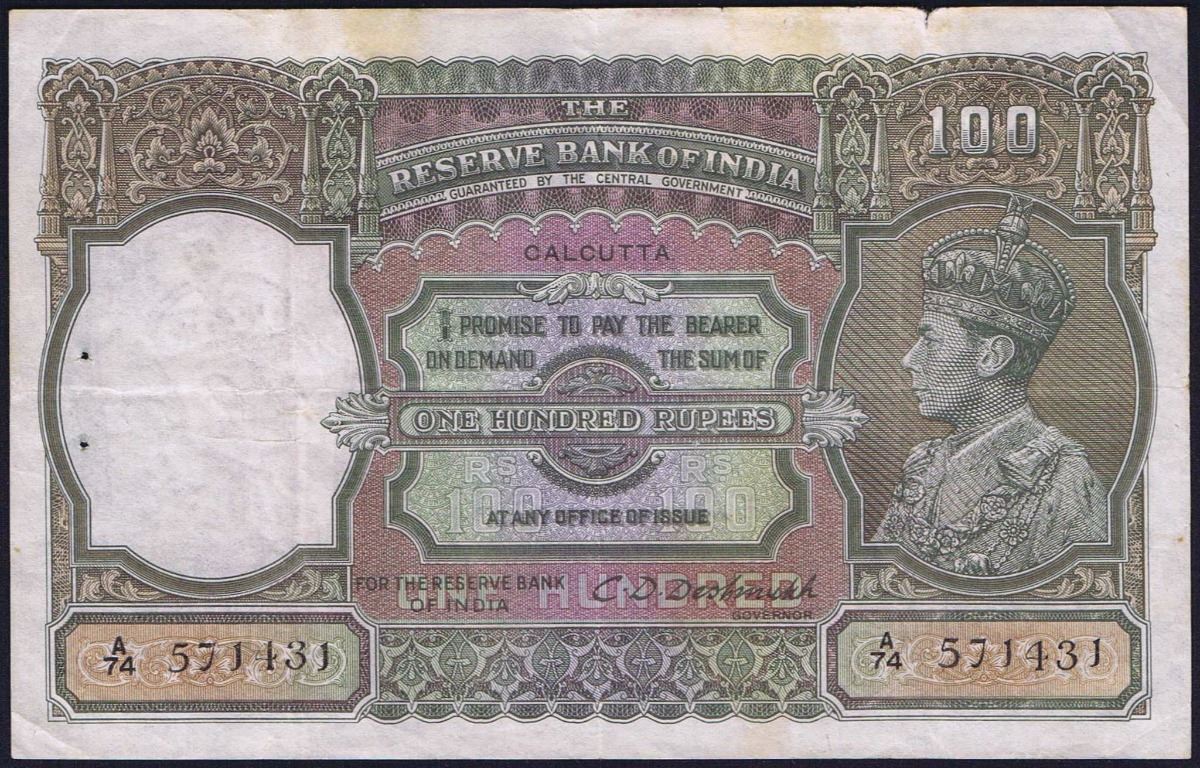 THE
RESERVE BANK OF INDIA
GUARANTEED BY THE CENTRAL GOVERNMENT
100
CALCUTTA
I PROMISE TO PAY THE BEARER
ON DEMAND THE SUM OF
ONE HUNDRED RUPEES
RS RS
100 100
AT ANY OFFICE OF ISSUE
FOR THE RESERVE BANK
OF INDIA
ONE HUNDRED
C. D. Deshmukh
GOVERNOR
A/74 571431
A/74 571431